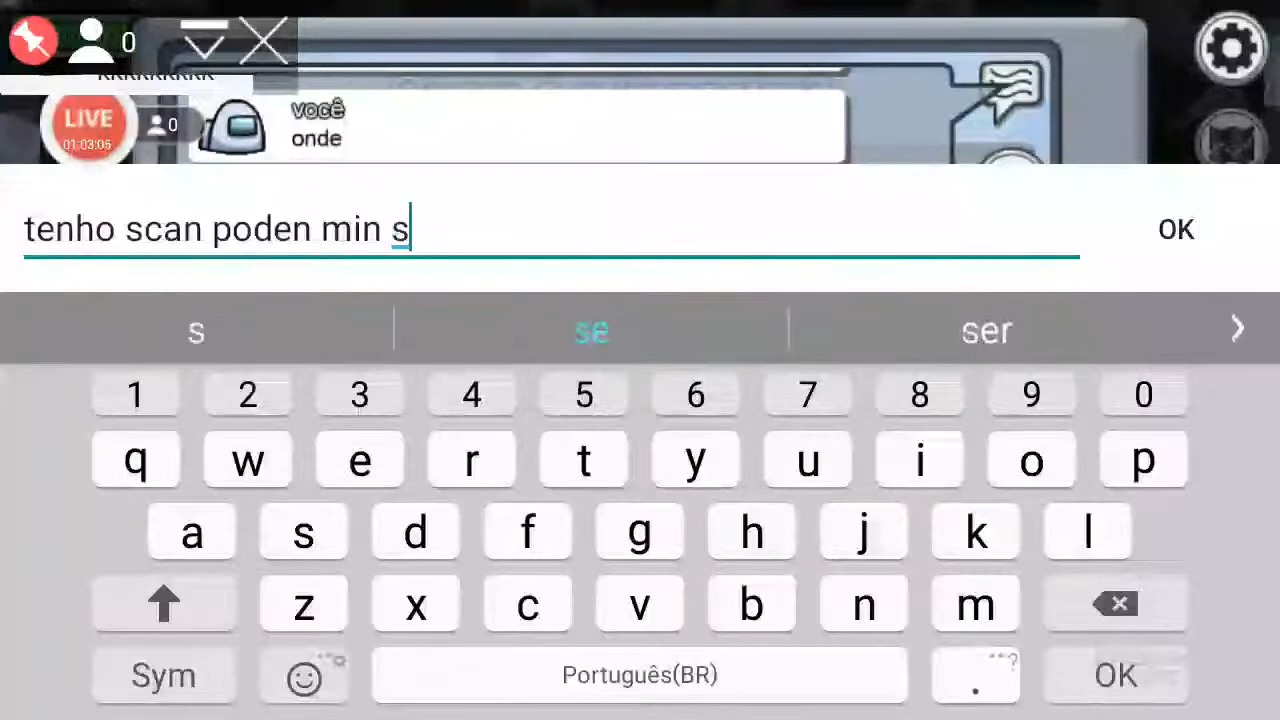 0
kkkkkkkkkk
LIVE
01:03:05
0
você
onde
tenho scan poden min s
OK
s
se
ser
1 2 3 4 5 6 7 8 9 0
q w e r t y u i o p
a s d f g h j k l
z x c v b n m
Sym
Português(BR)
.
OK